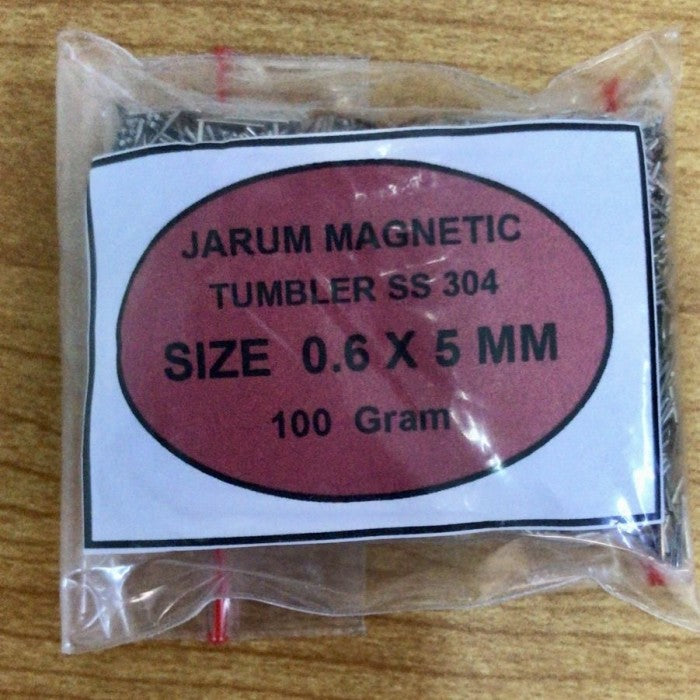 JARUM MAGNETIC
TUMBLER SS 304
SIZE 0.6 X 5 MM
100 Gram